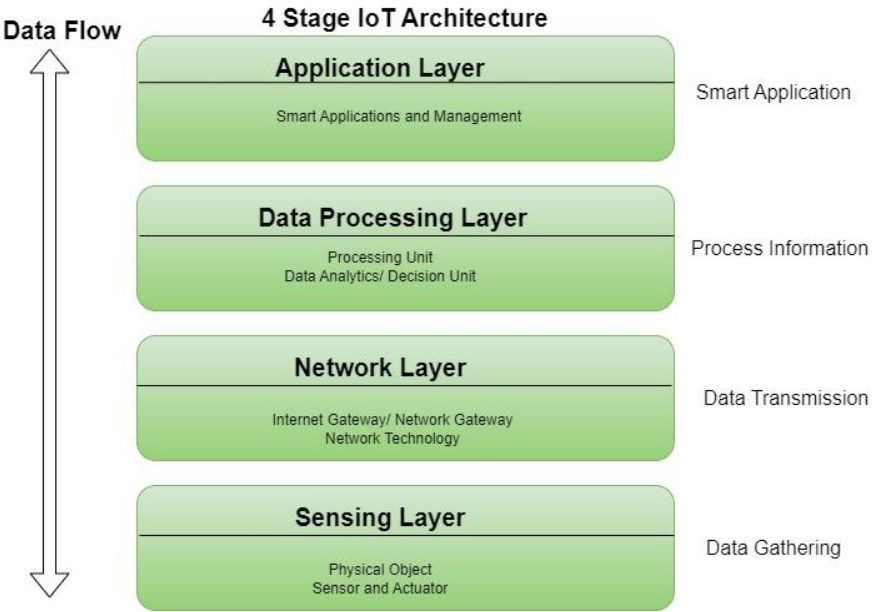 4 Stage IoT Architecture
Data Flow
Application Layer
Smart Applications and Management
Smart Application
Data Processing Layer
Processing Unit
Data Analytics/ Decision Unit
Process Information
Network Layer
Internet Gateway/ Network Gateway
Network Technology
Data Transmission
Sensing Layer
Physical Object
Sensor and Actuator
Data Gathering